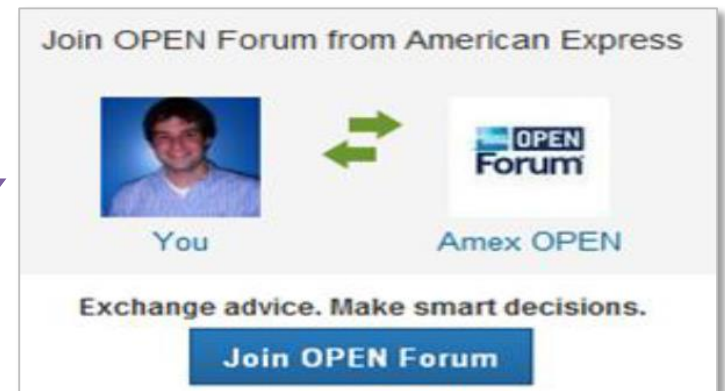 Join OPEN Forum from American Express
OPEN
Forum
You
Amex OPEN
Exchange advice. Make smart decisions.
Join OPEN Forum